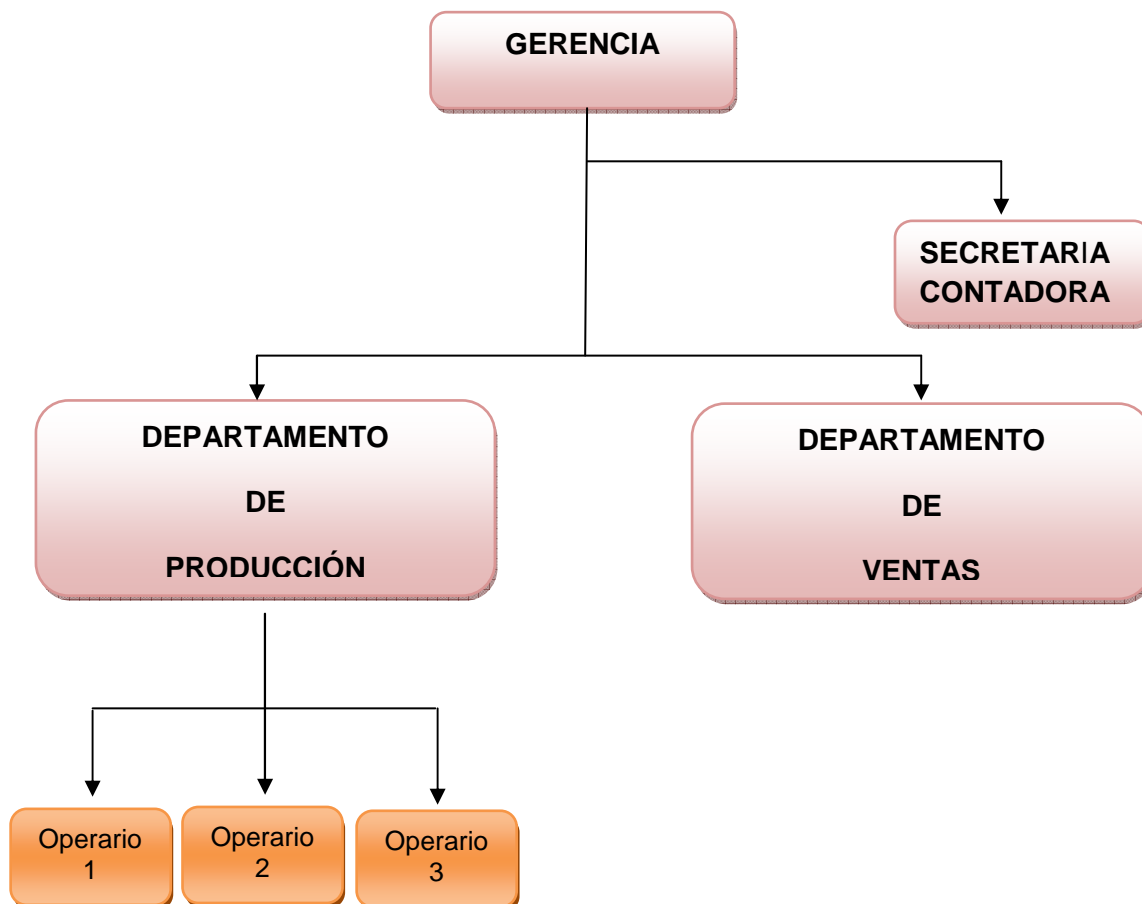 GERENCIA
SECRETARIA
CONTADORA
DEPARTAMENTO
DE
PRODUCCIÓN
DEPARTAMENTO
DE
VENTAS
Operario
1
Operario
2
Operario
3